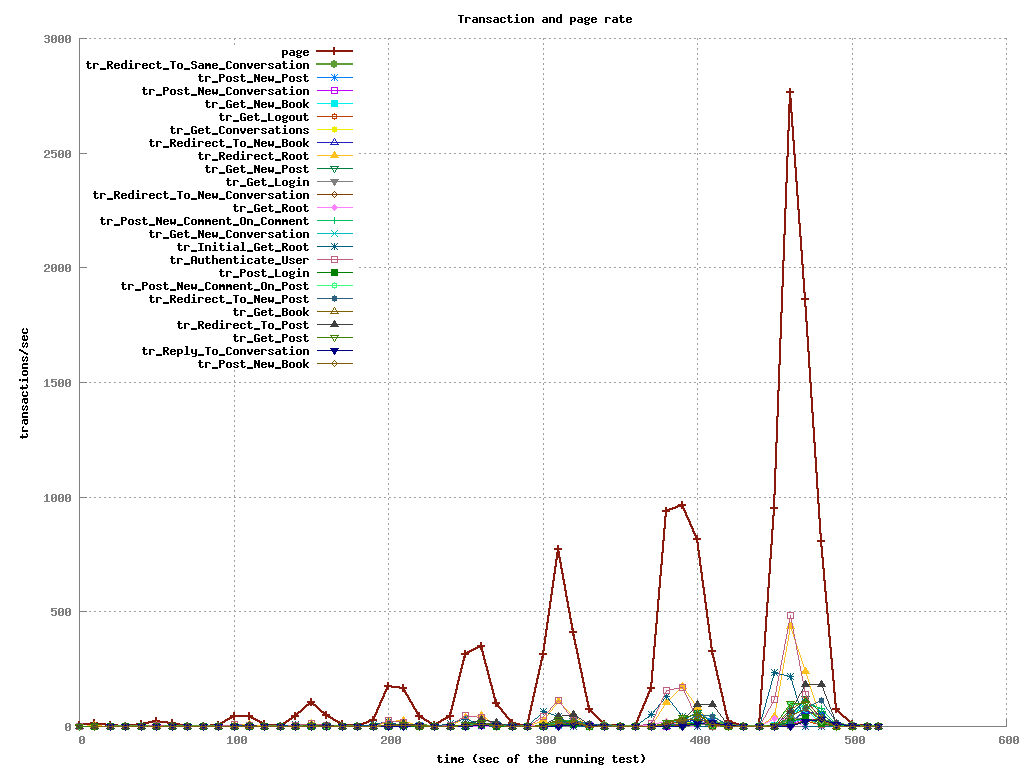 Transaction and page rate
3000
2500
2000
1500
1000
500
0
transactions/sec
page
tr_Redirect_To_Same_Conversation
tr_Post_New_Post
tr_Post_New_Conversation
tr_Get_New_Book
tr_Get_Logout
tr_Get_Conversations
tr_Redirect_To_New_Book
tr_Redirect_Root
tr_Get_New_Post
tr_Get_Login
tr_Redirect_To_New_Conversation
tr_Get_Root
tr_Post_New_Comment_On_Comment
tr_Get_New_Conversation
tr_Initial_Get_Root
tr_Authenticate_User
tr_Post_Login
tr_Post_New_Comment_On_Post
tr_Redirect_To_New_Post
tr_Get_Book
tr_Redirect_To_Post
tr_Get_Post
tr_Reply_To_Conversation
tr_Post_New_Book
0 100 200 300 400 500 600
time (sec of the running test)